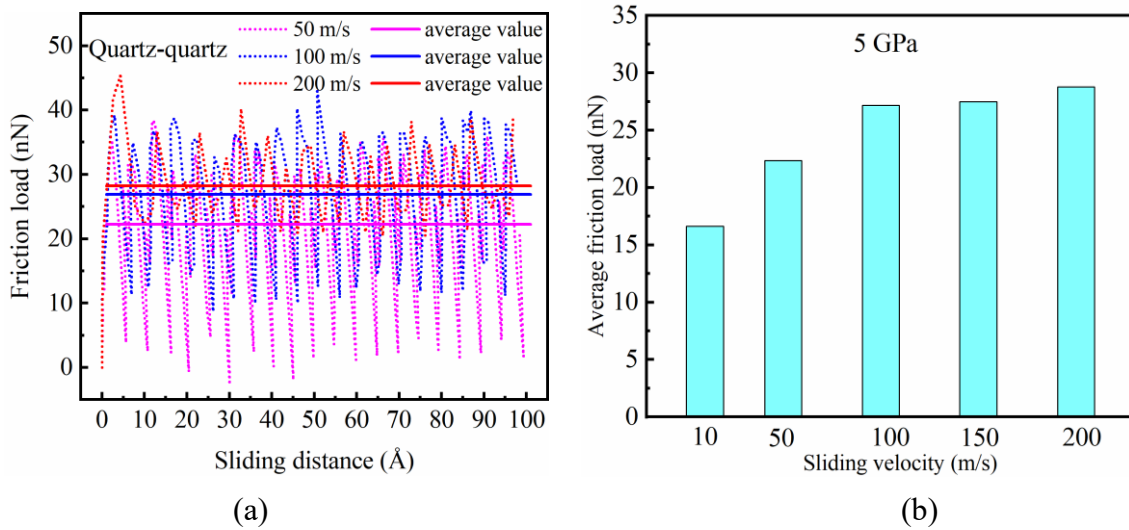 Quartz-quartz
50 m/s average value
100 m/s average value
200 m/s average value
Friction load (nN)
50
40
30
20
10
0
0 10 20 30 40 50 60 70 80 90 100
Sliding distance (Å)
(a)
5 GPa
Average friction load (nN)
35
30
25
20
15
10
5
0
10 50 100 150 200
Sliding velocity (m/s)
(b)